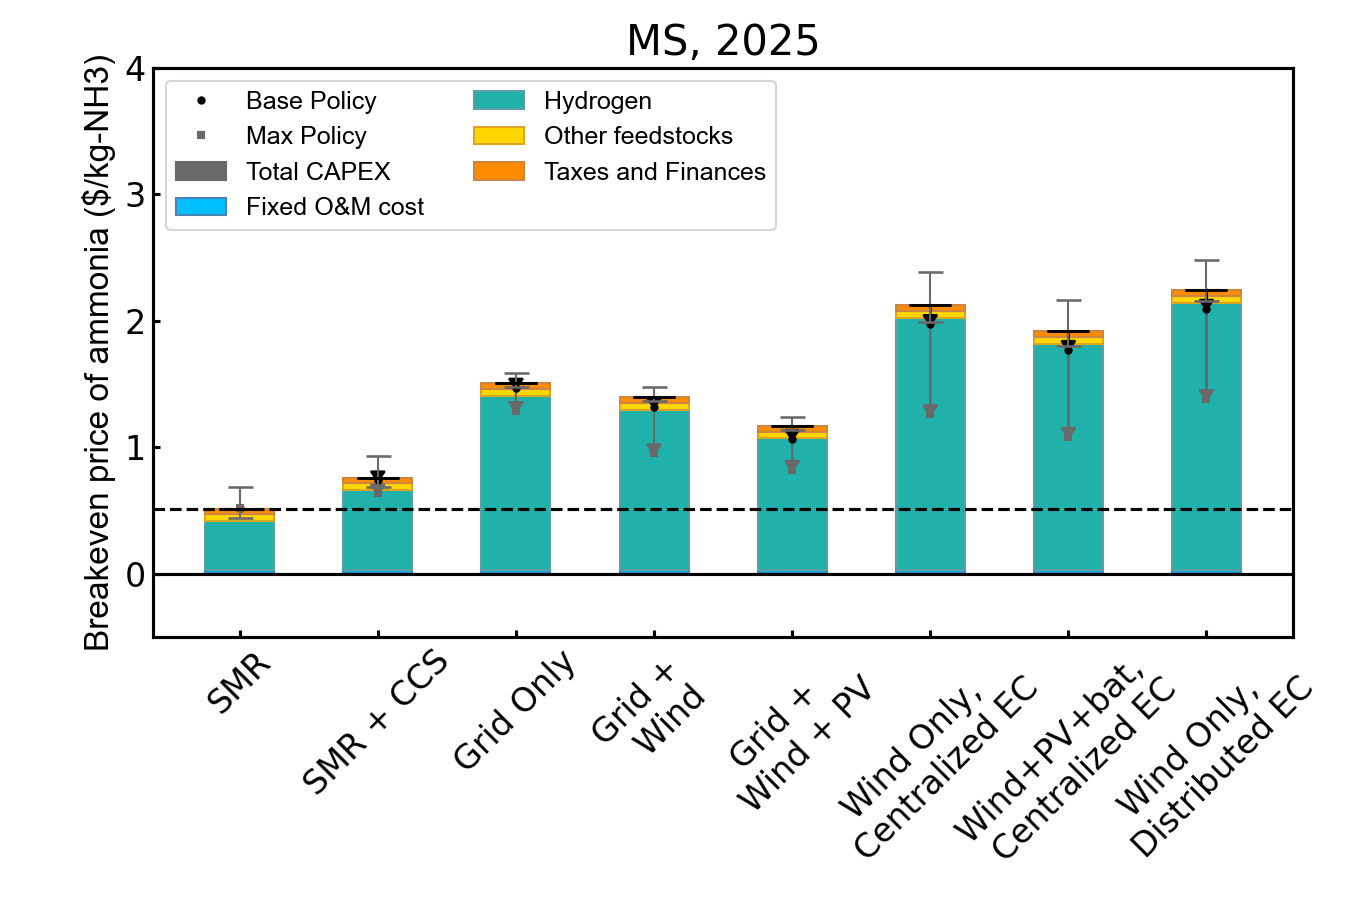 MS, 2025
Breakeven price of ammonia ($/kg-NH3)
4
3
2
1
0
Base Policy
Max Policy
Total CAPEX
Fixed O&M cost
Hydrogen
Other feedstocks
Taxes and Finances
SMR
SMR + CCS
Grid Only
Grid +
Wind
Grid +
Wind + PV
Wind Only,
Centralized EC
Wind+PV+bat,
Centralized EC
Wind Only,
Distributed EC